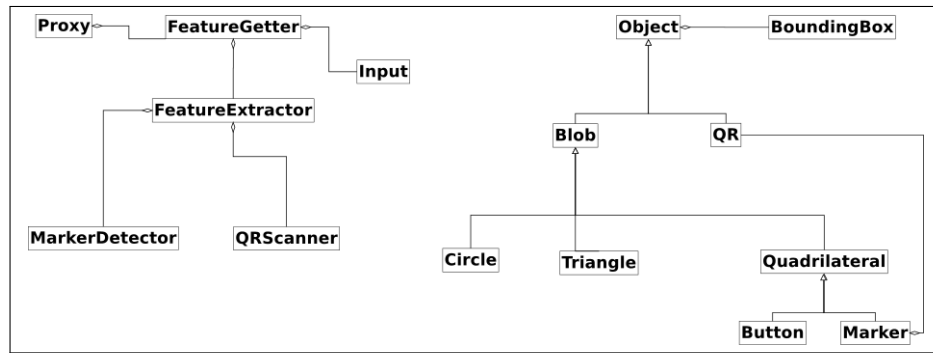 Proxy
FeatureGetter
Input
FeatureExtractor
MarkerDetector
QRScanner
Object
BoundingBox
Blob
QR
Circle
Triangle
Quadrilateral
Button
Marker